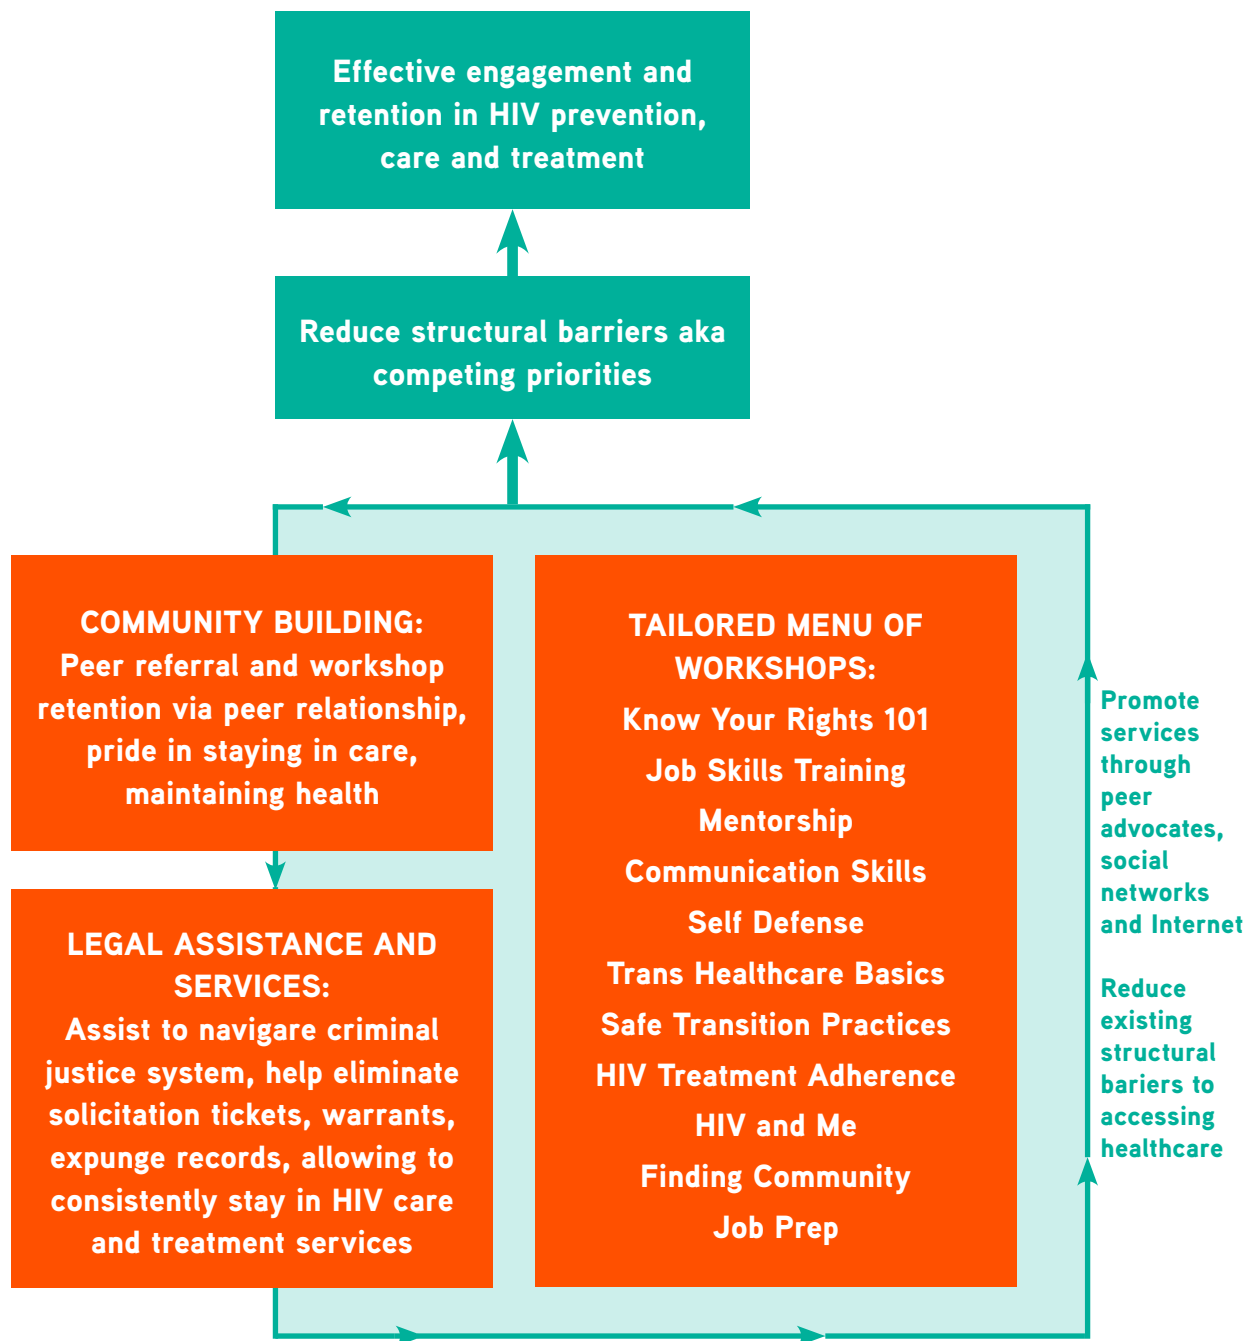 Effective engagement and
retention in HIV prevention,
care and treatment
Reduce structural barriers aka
competing priorities
COMMUNITY BUILDING:
Peer referral and workshop
retention via peer relationship,
pride in staying in care,
maintaining health
LEGAL ASSISTANCE AND
SERVICES:
Assist to navigare criminal
justice system, help eliminate
solicitation tickets, warrants,
expunge records, allowing to
consistently stay in HIV care
and treatment services
TAILORED MENU OF
WORKSHOPS:
Know Your Rights 101
Job Skills Training
Mentorship
Communication Skills
Self Defense
Trans Healthcare Basics
Safe Transition Practices
HIV Treatment Adherence
HIV and Me
Finding Community
Job Prep
Promote
services
through
peer
advocates,
social
networks
and Internet
Reduce
existing
structural
bariers to
accessing
healthcare